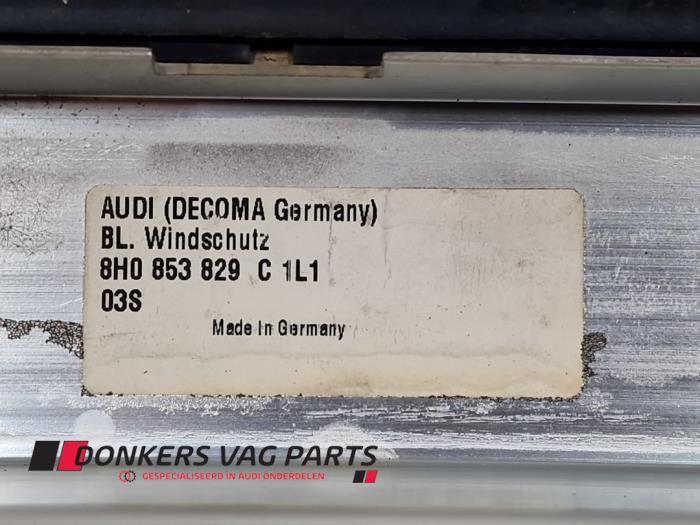 AUDI (DECOMA Germany)
BL. Windschutz
8H0 853 829 C 1L1
03S
Made In Germany
DONKERS VAG PARTS
GESPECIALISEERD IN AUDI ONDERDELEN